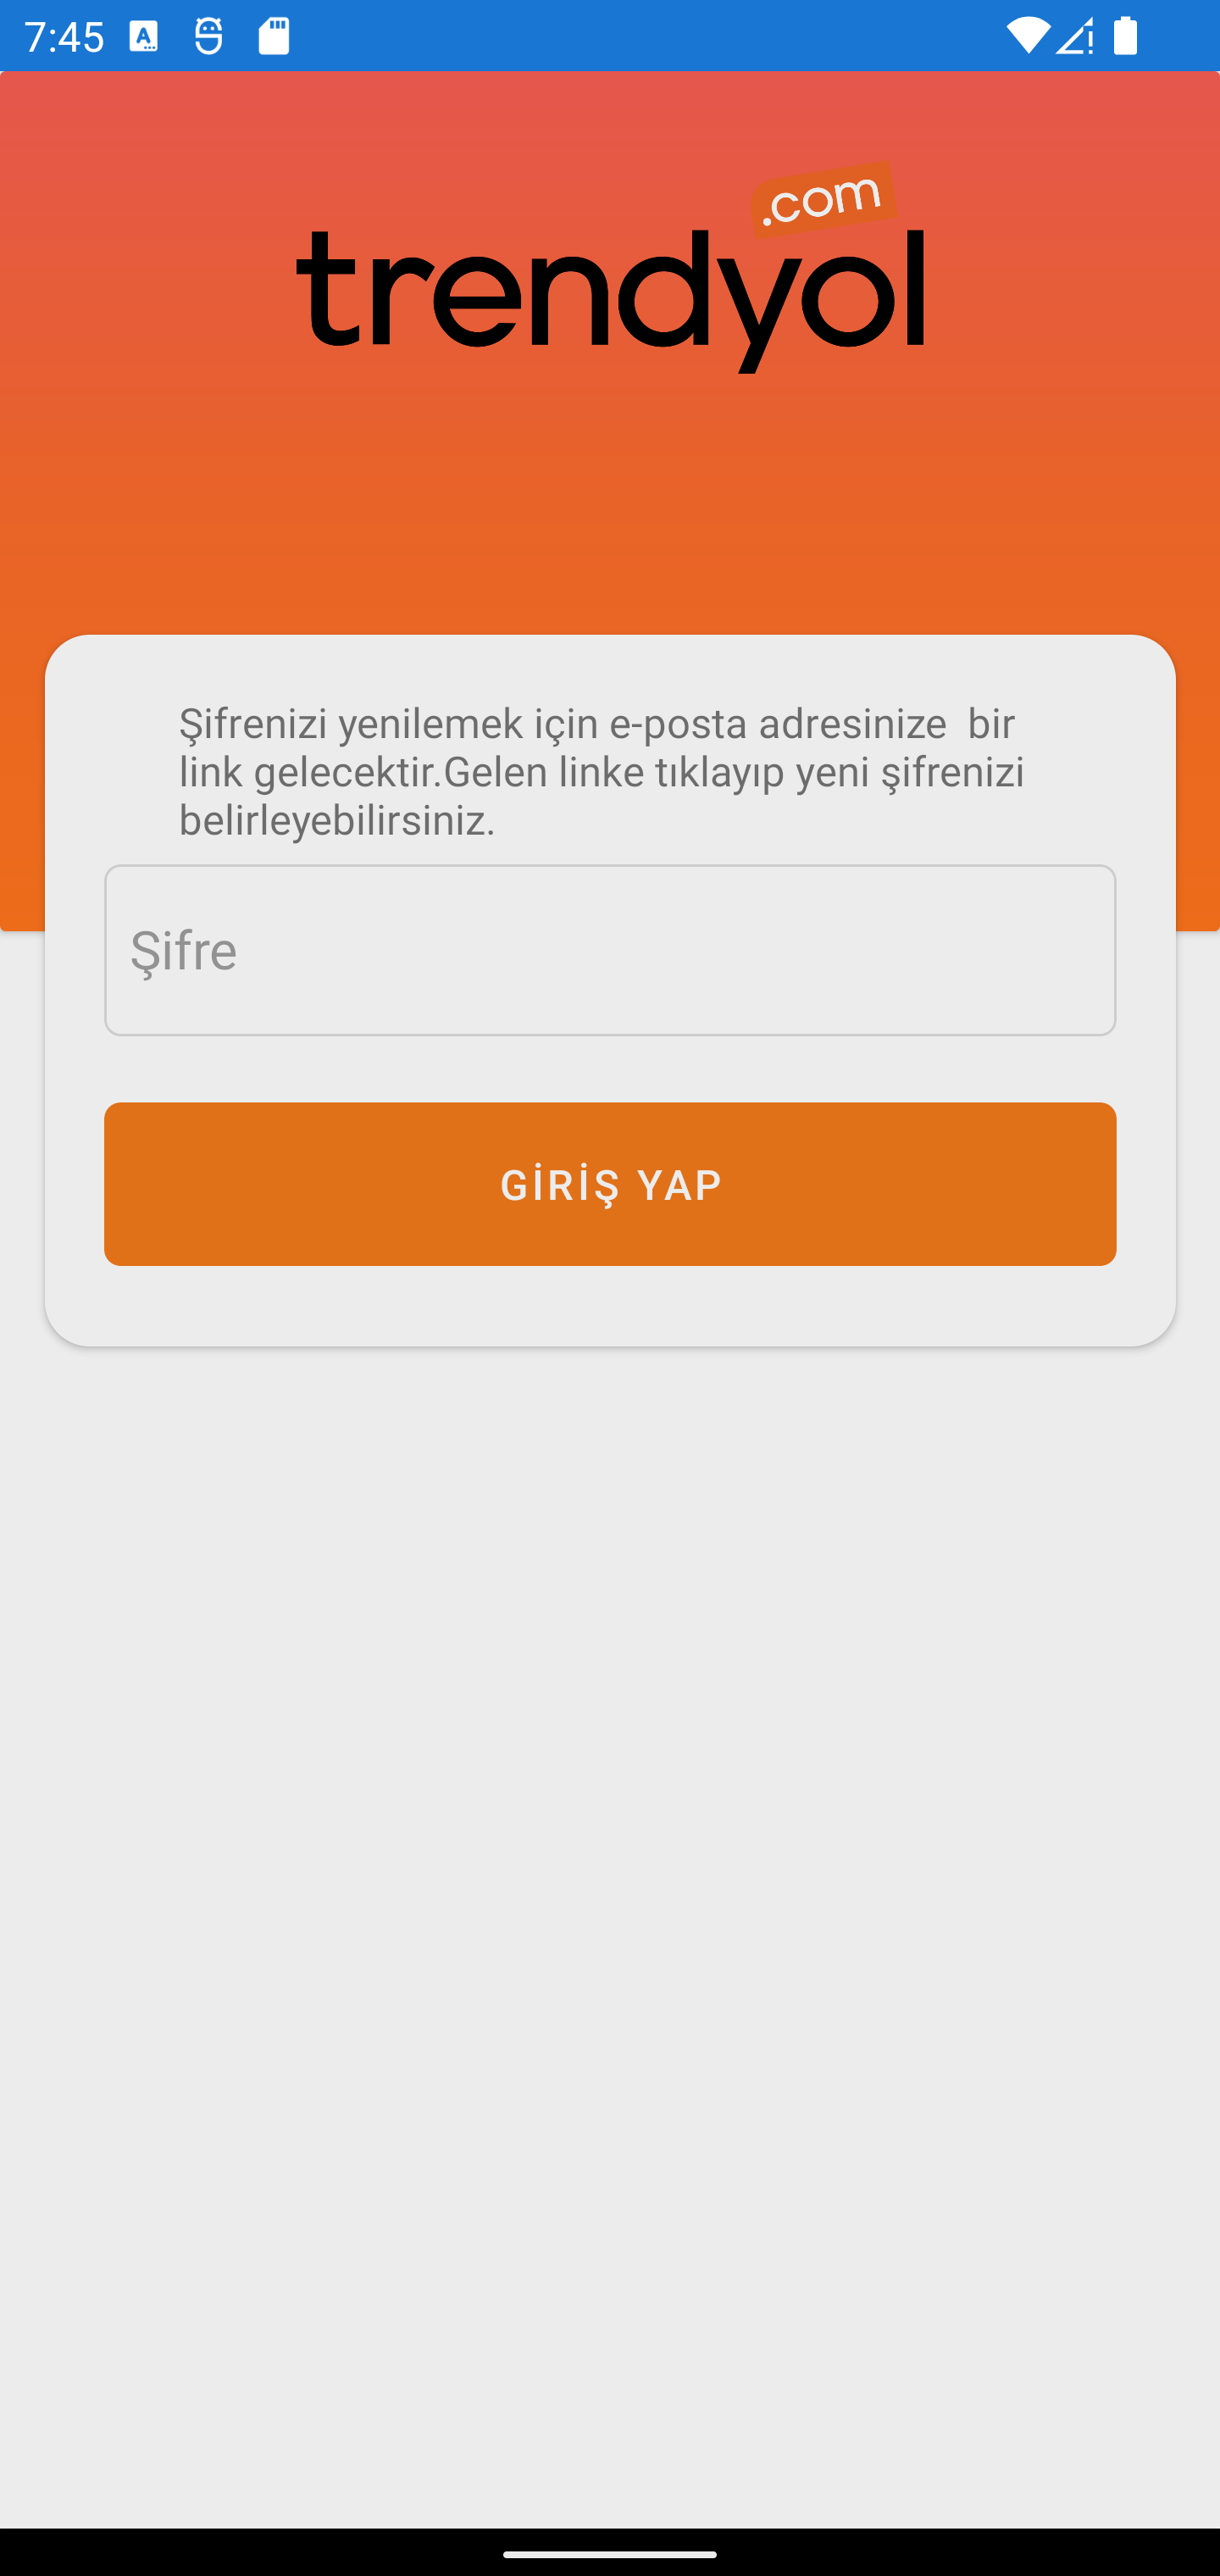 7:45
.com
trendyol
Şifrenizi yenilemek için e-posta adresinize  bir
link gelecektir.Gelen linke tıklayıp yeni şifrenizi
belirleyebilirsiniz.
Şifre
GİRİŞ YAP